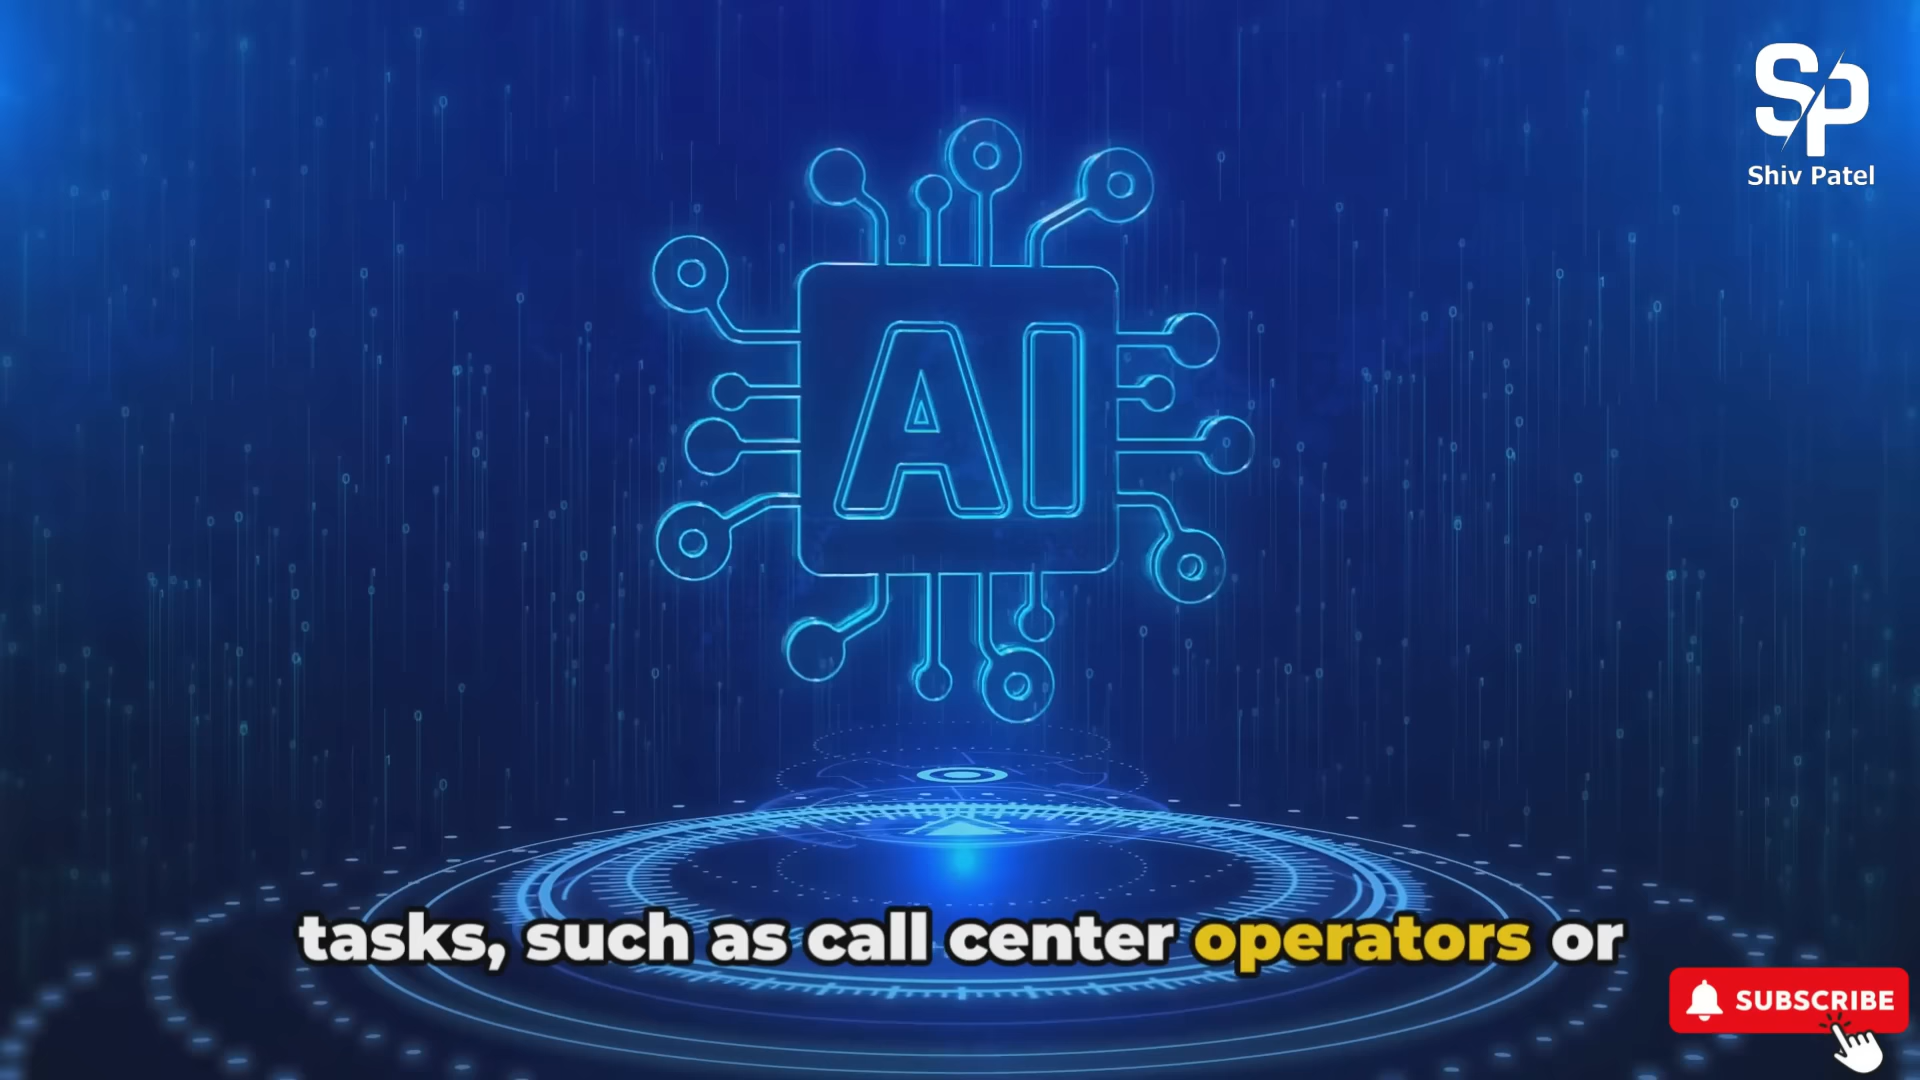 SP
Shiv Patel
AI
tasks, such as call center operators or
SUBSCRIBE